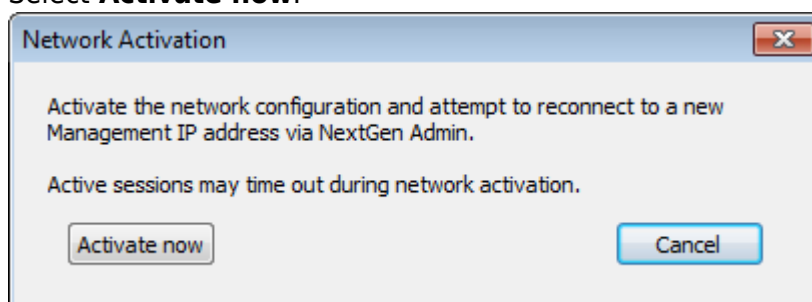 Select Activate now.
Network Activation
Activate the network configuration and attempt to reconnect to a new
Management IP address via NextGen Admin.
Active sessions may time out during network activation.
Activate now
Cancel